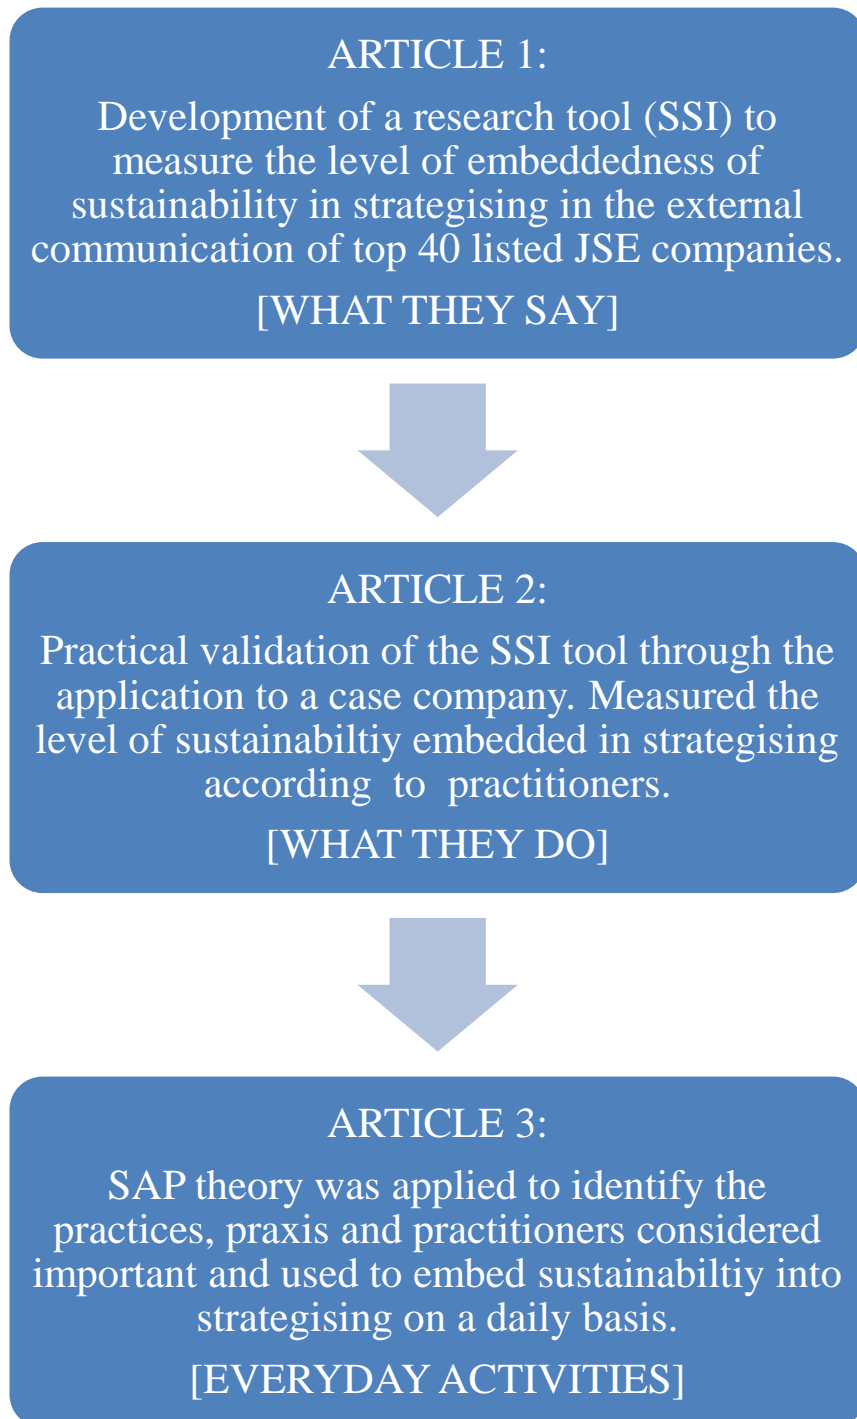 ARTICLE 1:
Development of a research tool (SSI) to
measure the level of embeddedness of
sustainability in strategising in the external
communication of top 40 listed JSE companies.
[WHAT THEY SAY]
ARTICLE 2:
Practical validation of the SSI tool through the
application to a case company. Measured the
level of sustainabiltiy embedded in strategising
according to practitioners.
[WHAT THEY DO]
ARTICLE 3:
SAP theory was applied to identify the
practices, praxis and practitioners considered
important and used to embed sustainabiltiy into
strategising on a daily basis.
[EVERYDAY ACTIVITIES]